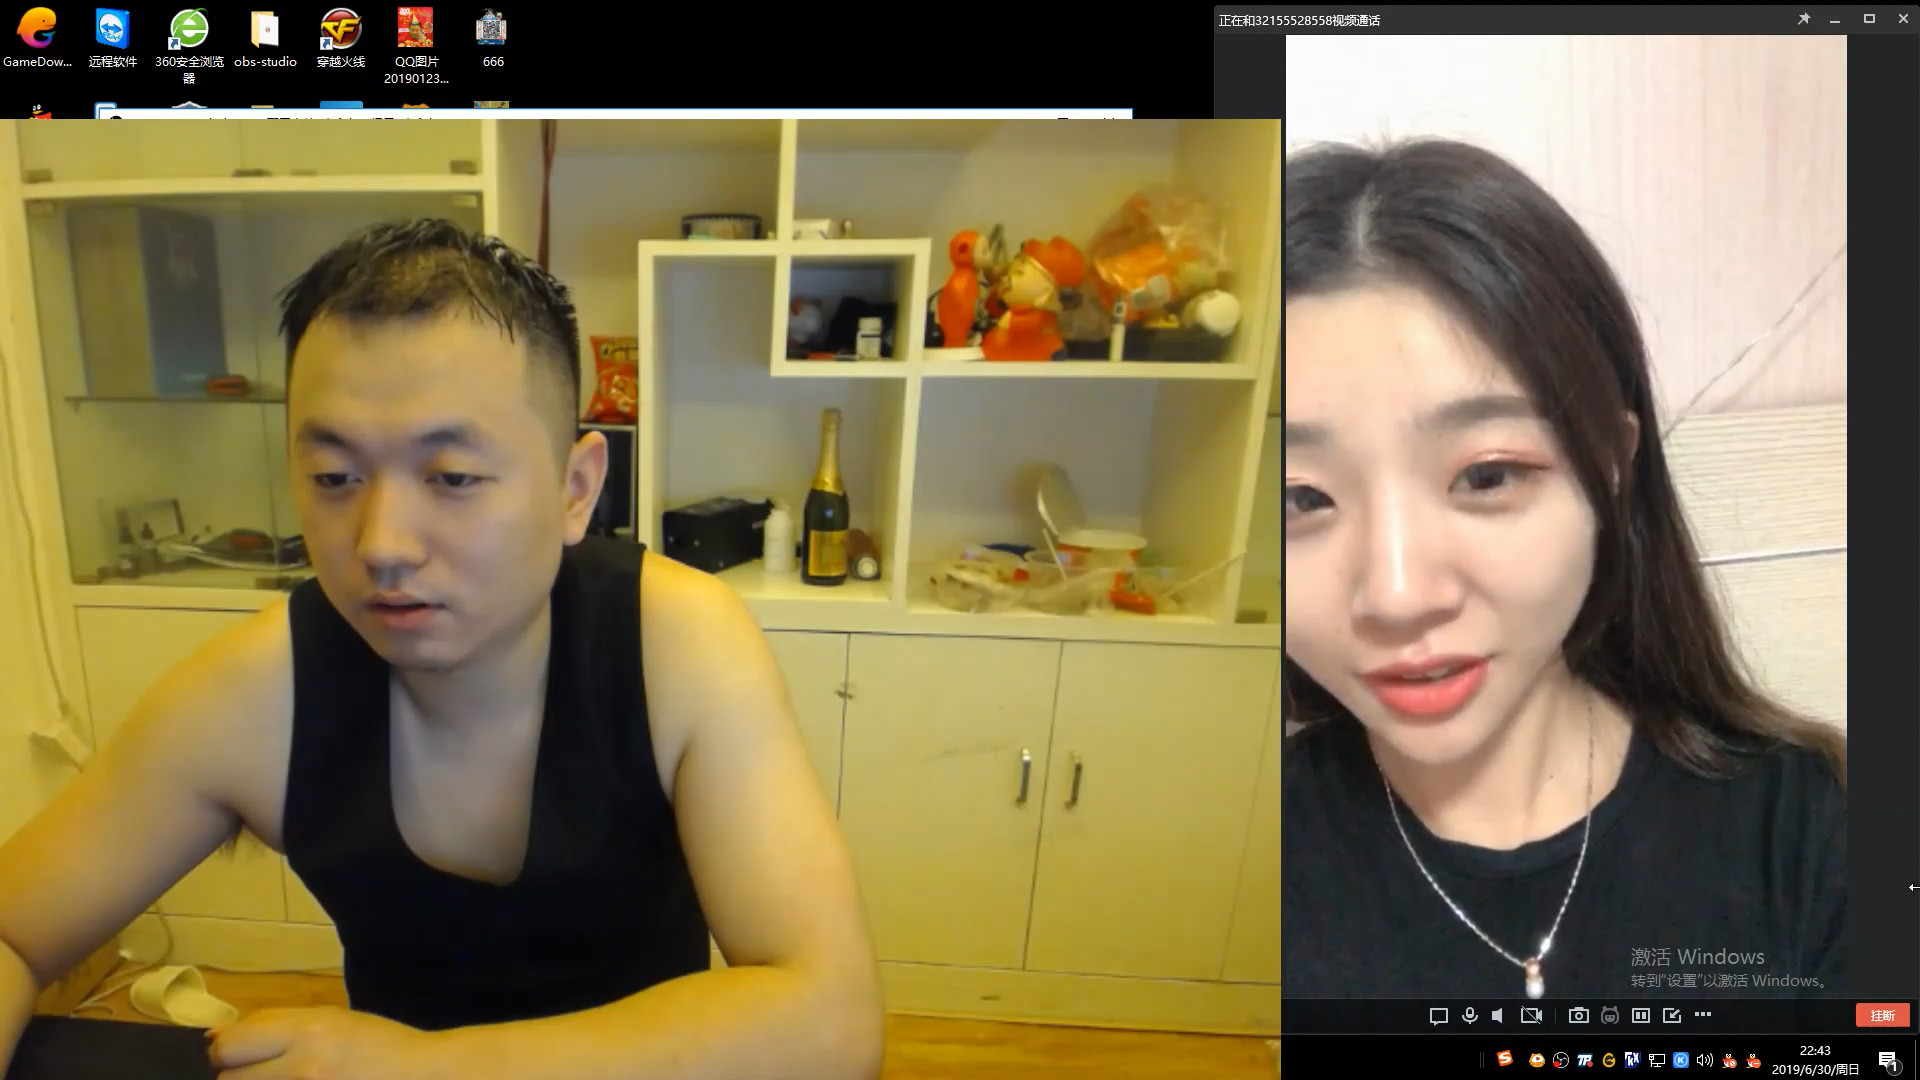 正在和32155528558视频通话
GameDow...
远程软件
360安全浏览
器
obs-studio
穿越火线
QQ图片
20190123...
666
激活 Windows
转到"设置"以激活 Windows。
挂断
22:43
2019/6/30/周日
1